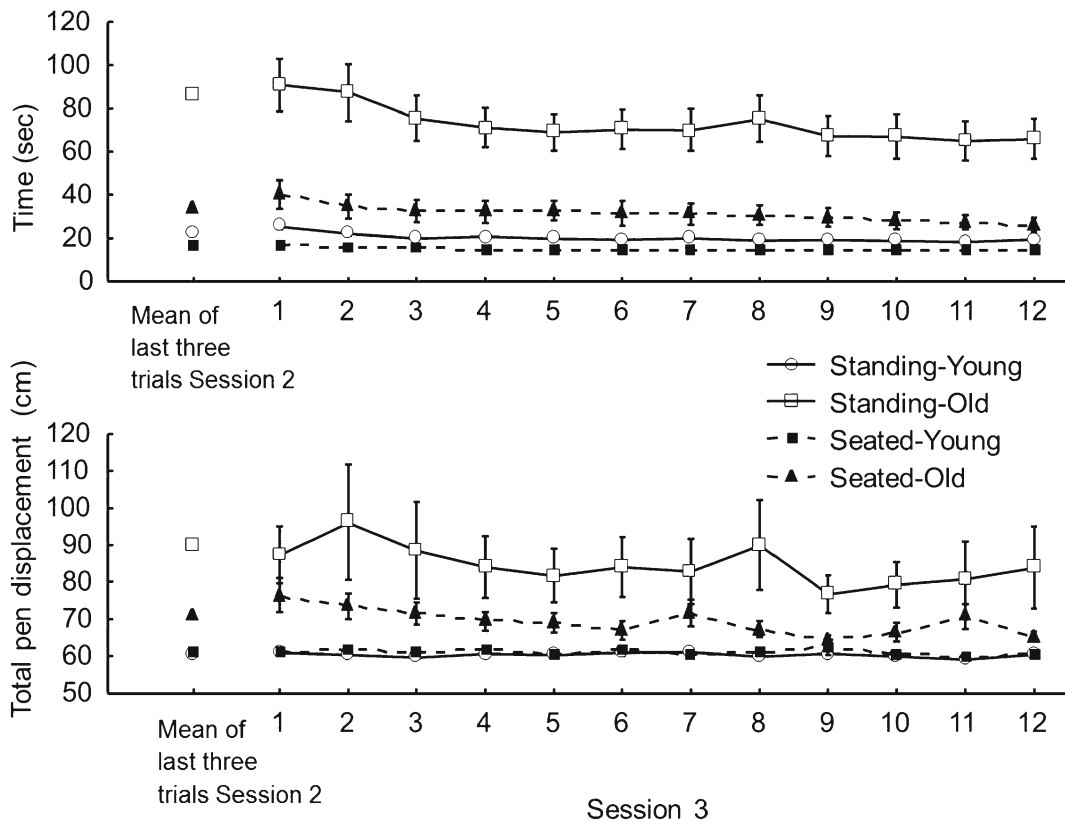 120
100
80
60
40
20
0
Time (sec)
1 2 3 4 5 6 7 8 9 10 11 12
Mean of
last three
trials Session 2
Standing-Young
Standing-Old
Seated-Young
Seated-Old
120
110
100
90
80
70
60
50
Total pen displacement (cm)
1 2 3 4 5 6 7 8 9 10 11 12
Mean of
last three
trials Session 2
Session 3